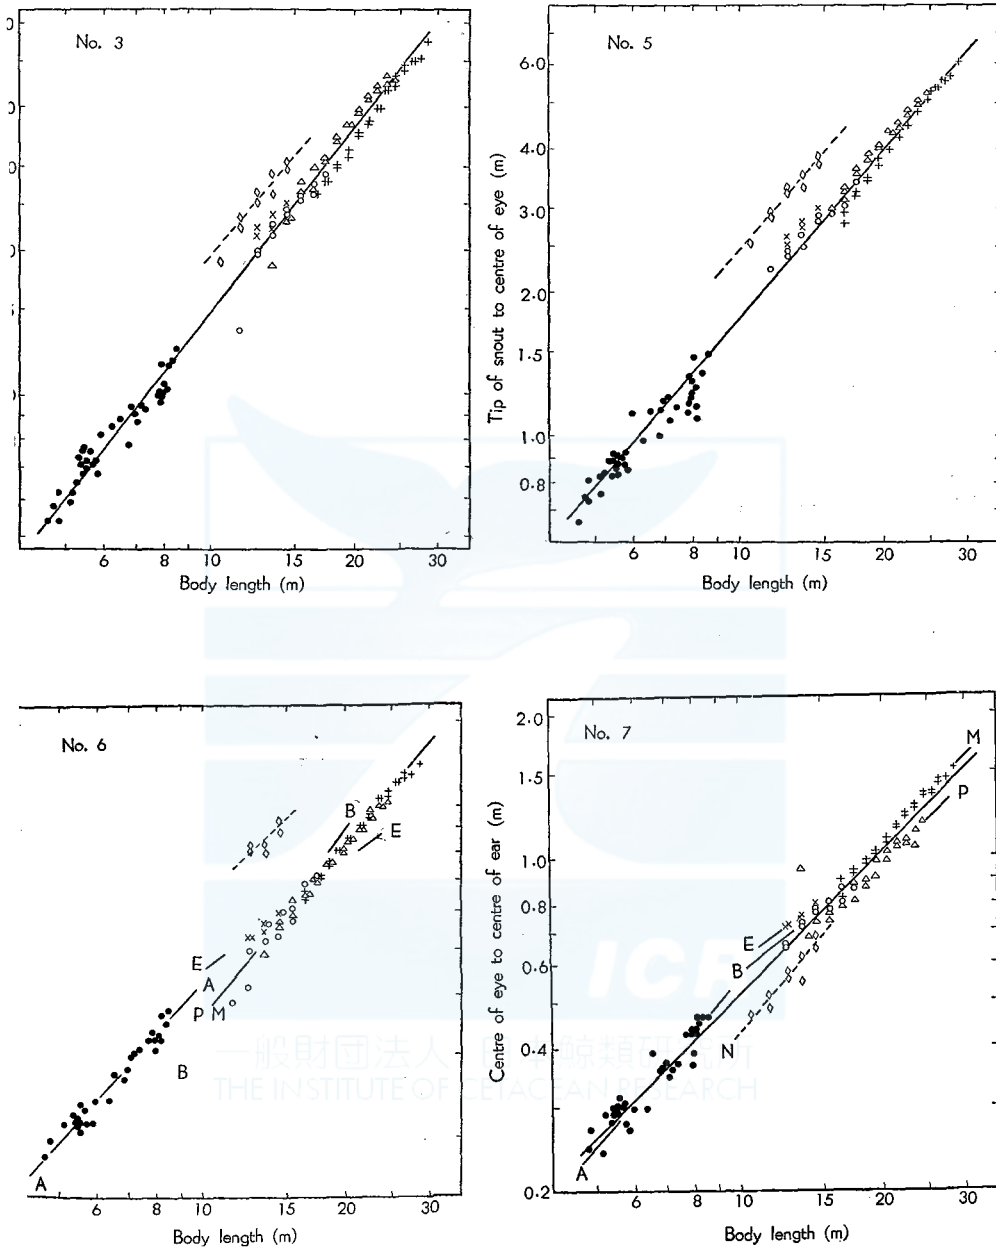 No. 3
6 8 10 15 20 30
Body length (m)
No. 5
Tip of snout to centre of eye (m)
6.0
4.0
3.0
2.0
1.5
1.0
0.8
6 8 10 15 20 30
Body length (m)
No. 6
B
E
E
A
P M
B
A
6 8 10 15 20 30
Body length (m)
No. 7
Centre of eye to centre of ear (m)
2.0
1.5
1.0
0.8
0.6
0.4
0.2
M
P
E
B
N
A
6 8 10 15 20 30
Body length (m)
一般財団法人 日本鯨類研究所
THE INSTITUTE OF CETACEAN RESEARCH